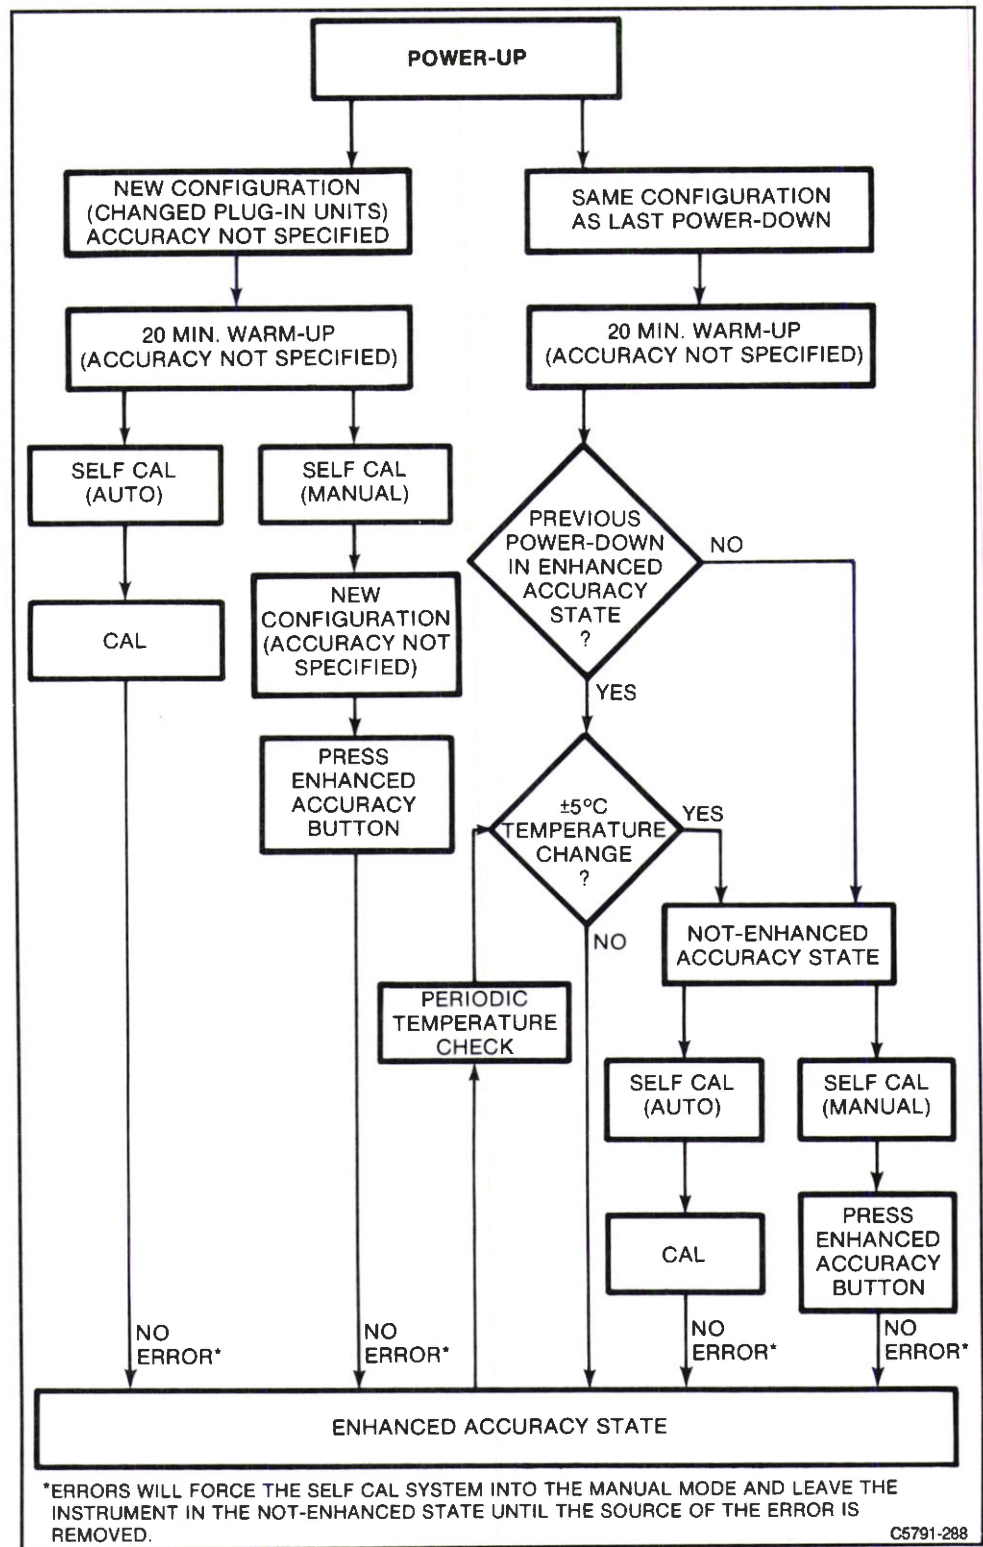 POWER-UP
NEW CONFIGURATION
(CHANGED PLUG-IN UNITS)
ACCURACY NOT SPECIFIED
SAME CONFIGURATION
AS LAST POWER-DOWN
20 MIN. WARM-UP
(ACCURACY NOT SPECIFIED)
20 MIN. WARM-UP
(ACCURACY NOT SPECIFIED)
SELF CAL
(AUTO)
SELF CAL
(MANUAL)
PREVIOUS
POWER-DOWN
IN ENHANCED
ACCURACY
STATE
?
NO
YES
CAL
NEW
CONFIGURATION
(ACCURACY NOT
SPECIFIED)
PRESS
ENHANCED
ACCURACY
BUTTON
±5°C
TEMPERATURE
CHANGE
?
YES
NO
NOT-ENHANCED
ACCURACY STATE
PERIODIC
TEMPERATURE
CHECK
SELF CAL
(AUTO)
SELF CAL
(MANUAL)
CAL
PRESS
ENHANCED
ACCURACY
BUTTON
NO
ERROR*
NO
ERROR*
NO
ERROR*
NO
ERROR*
ENHANCED ACCURACY STATE
*ERRORS WILL FORCE THE SELF CAL SYSTEM INTO THE MANUAL MODE AND LEAVE THE
INSTRUMENT IN THE NOT-ENHANCED STATE UNTIL THE SOURCE OF THE ERROR IS
REMOVED.
C5791-288